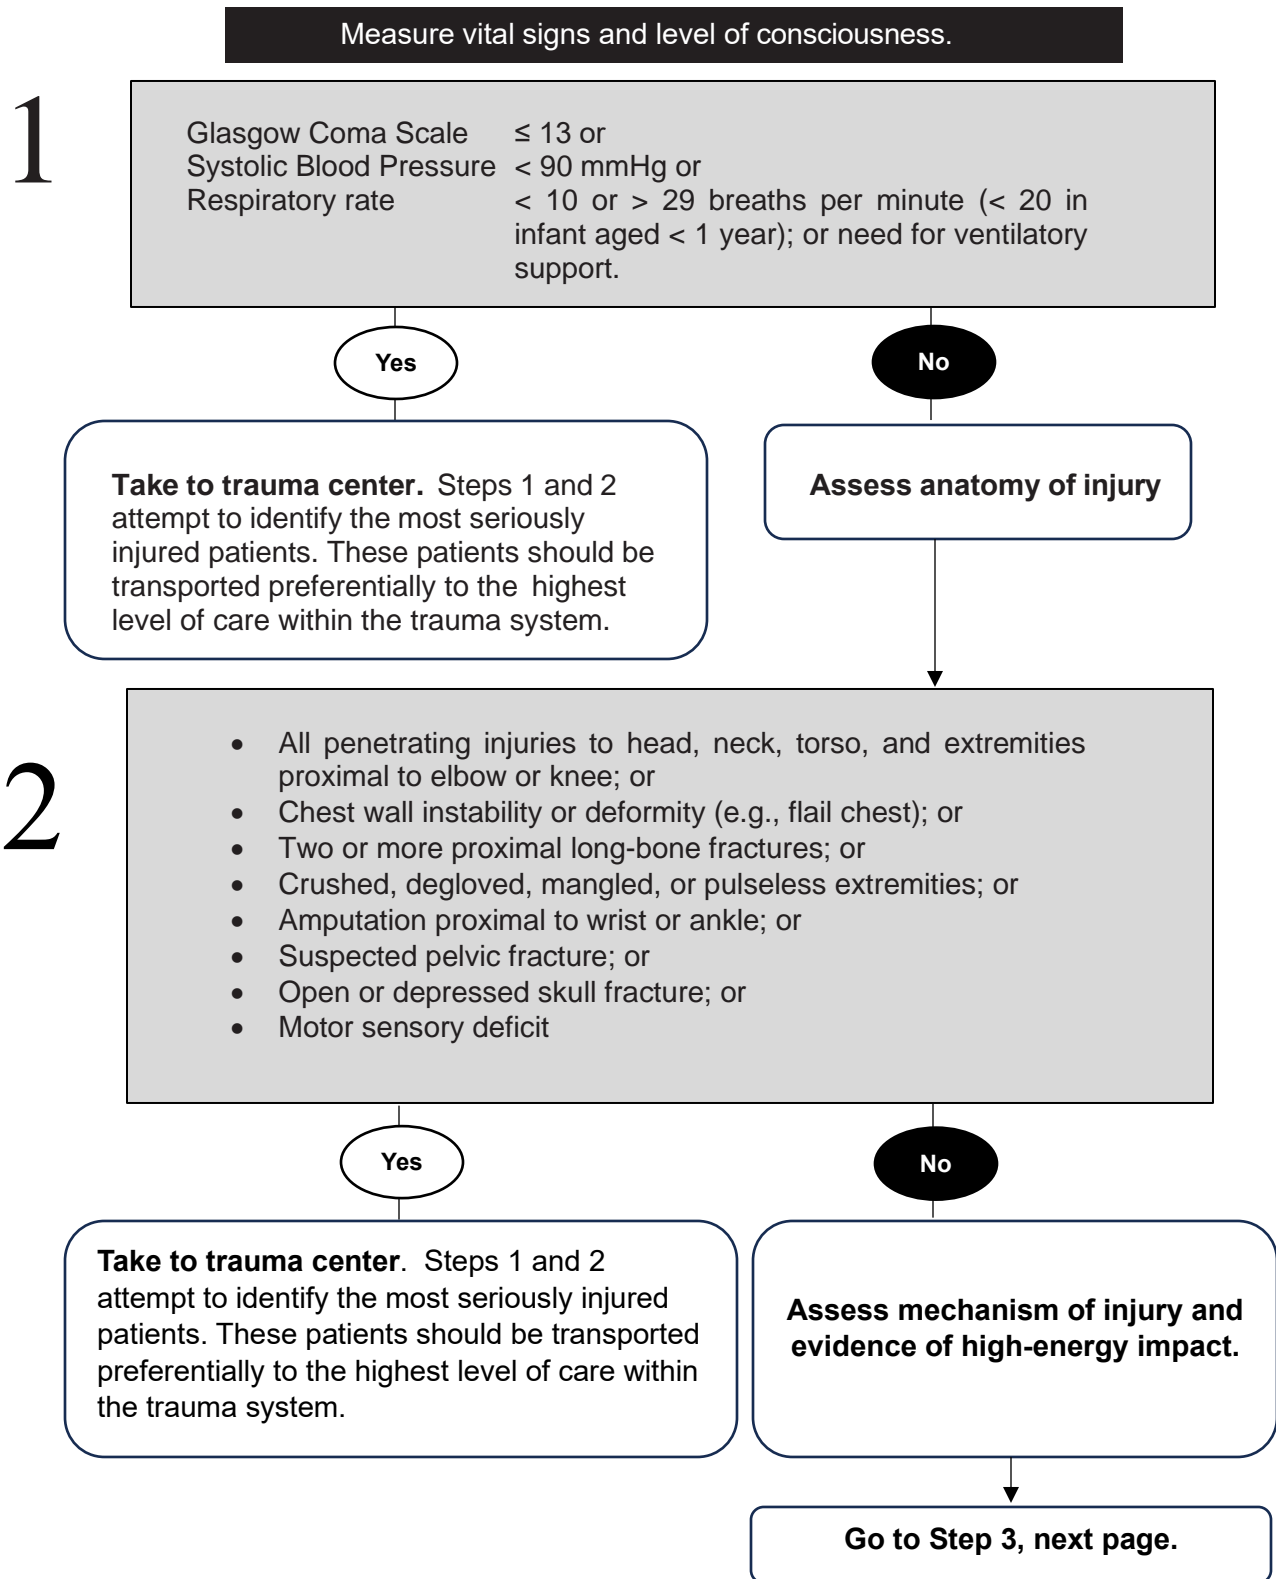 Measure vital signs and level of consciousness.
1
Glasgow Coma Scale ≤ 13 or
Systolic Blood Pressure < 90 mmHg or
Respiratory rate < 10 or > 29 breaths per minute (< 20 in
infant aged < 1 year); or need for ventilatory
support.
Yes
No
Take to trauma center. Steps 1 and 2
attempt to identify the most seriously
injured patients. These patients should be
transported preferentially to the highest
level of care within the trauma system.
Assess anatomy of injury
2
• All penetrating injuries to head, neck, torso, and extremities
proximal to elbow or knee; or
• Chest wall instability or deformity (e.g., flail chest); or
• Two or more proximal long-bone fractures; or
• Crushed, degloved, mangled, or pulseless extremities; or
• Amputation proximal to wrist or ankle; or
• Suspected pelvic fracture; or
• Open or depressed skull fracture; or
• Motor sensory deficit
Yes
No
Take to trauma center. Steps 1 and 2
attempt to identify the most seriously injured
patients. These patients should be transported
preferentially to the highest level of care within
the trauma system.
Assess mechanism of injury and
evidence of high-energy impact.
Go to Step 3, next page.